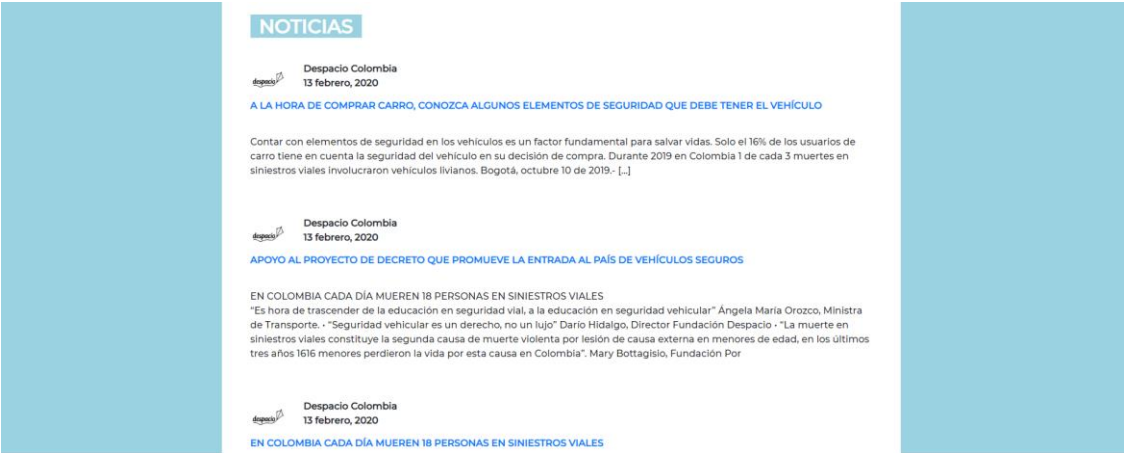 NOTICIAS
despacio
Despacio Colombia
13 febrero, 2020
A LA HORA DE COMPRAR CARRO, CONOZCA ALGUNOS ELEMENTOS DE SEGURIDAD QUE DEBE TENER EL VEHÍCULO
Contar con elementos de seguridad en los vehículos es un factor fundamental para salvar vidas. Solo el 16% de los usuarios de
carro tiene en cuenta la seguridad del vehículo en su decisión de compra. Durante 2019 en Colombia 1 de cada 3 muertes en
siniestros viales involucraron vehículos livianos. Bogotá, octubre 10 de 2019.- [...]
despacio
Despacio Colombia
13 febrero, 2020
APOYO AL PROYECTO DE DECRETO QUE PROMUEVE LA ENTRADA AL PAÍS DE VEHÍCULOS SEGUROS
EN COLOMBIA CADA DÍA MUEREN 18 PERSONAS EN SINIESTROS VIALES
“Es hora de trascender de la educación en seguridad vial, a la educación en seguridad vehicular” Ángela María Orozco, Ministra
de Transporte. • “Seguridad vehicular es un derecho, no un lujo” Darío Hidalgo, Director Fundación Despacio • “La muerte en
siniestros viales constituye la segunda causa de muerte violenta por lesión de causa externa en menores de edad, en los últimos
tres años 1616 menores perdieron la vida por esta causa en Colombia”. Mary Bottagisio, Fundación Por
despacio
Despacio Colombia
13 febrero, 2020
EN COLOMBIA CADA DÍA MUEREN 18 PERSONAS EN SINIESTROS VIALES